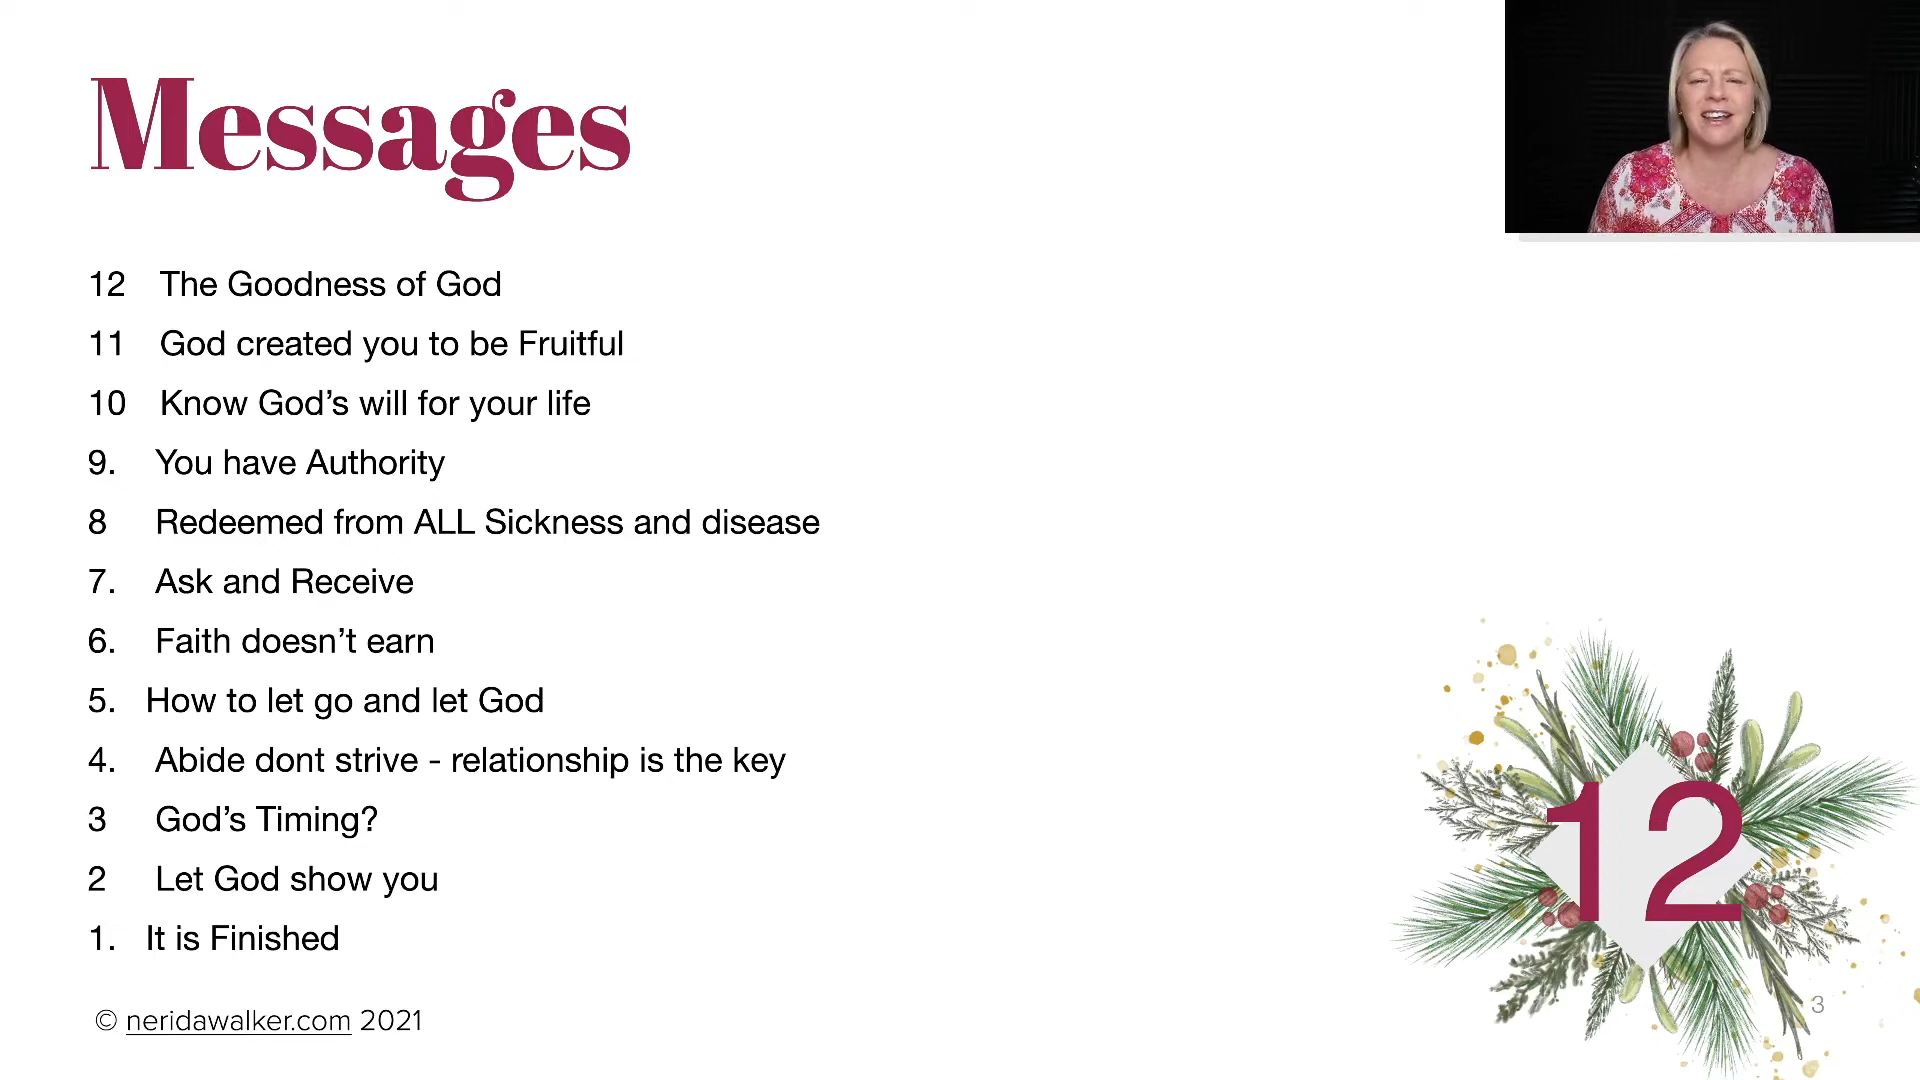 Messages
12 The Goodness of God
11 God created you to be Fruitful
10 Know God’s will for your life
9. You have Authority
8 Redeemed from ALL Sickness and disease
7. Ask and Receive
6. Faith doesn’t earn
5. How to let go and let God
4. Abide dont strive - relationship is the key
3 God’s Timing?
2 Let God show you
1. It is Finished
12
3
© neridawalker.com 2021